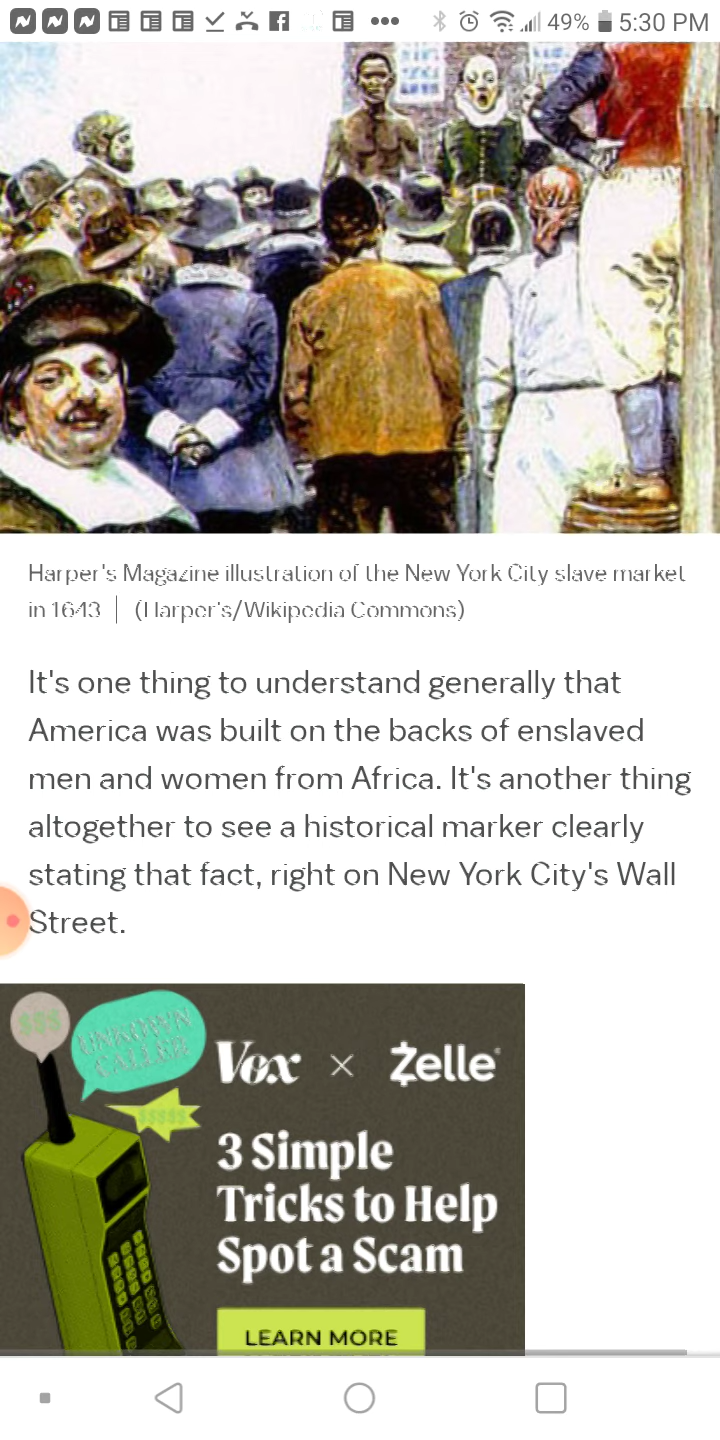 49% 5:30 PM
Harper's Magazine illustration of the New York City slave market
in 1643 | (Harper's/Wikipedia Commons)
It's one thing to understand generally that
America was built on the backs of enslaved
men and women from Africa. It's another thing
altogether to see a historical marker clearly
stating that fact, right on New York City's Wall
Street.
$$$
UNKOWN
CALLER
$$$$$
Vox x Zelle®
3 Simple
Tricks to Help
Spot a Scam
LEARN MORE